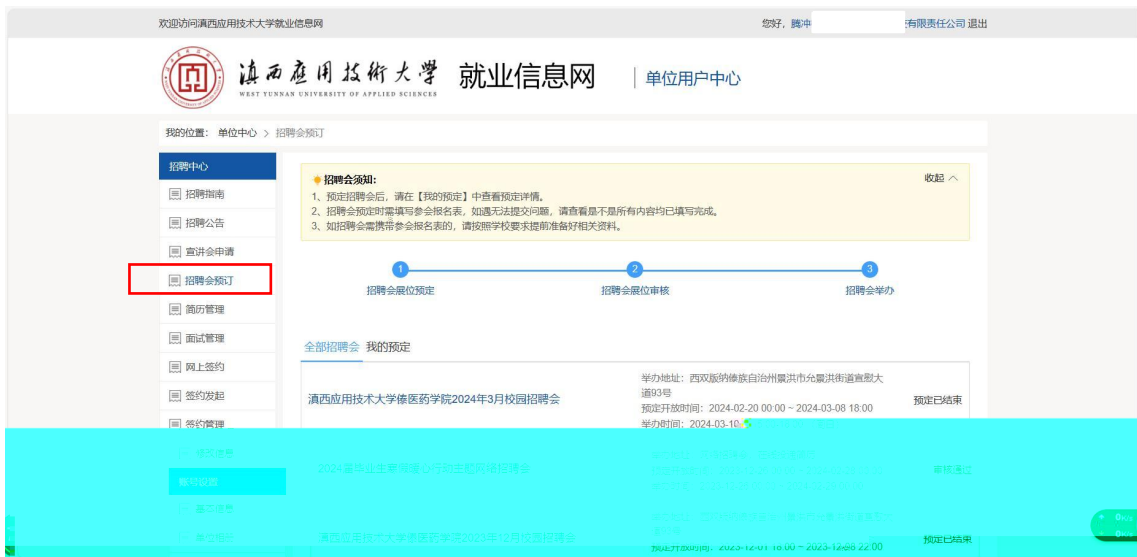 欢迎访问滇西应用技术大学就业信息网
您好，腾冲 有限责任公司 退出
滇西应用技术大学 就业信息网 单位用户中心
WEST YUNNAN UNIVERSITY OF APPLIED SCIENCES
我的位置： 单位中心 > 招聘会预订
招聘中心
招聘指南
招聘公告
宣讲会申请
招聘会预订
简历管理
面试管理
网上签约
签约发起
签约管理
招聘会须知：
收起
1、预定招聘会后，请在【我的预定】中查看预定详情。
2、招聘会预定时需填写参会报名表，如遇无法提交问题，请查看是不是所有内容均已填写完成。
3、如招聘会需携带参会报名表的，请按照学校要求提前准备好相关资料。
1 2 3
招聘会展位预定 招聘会展位审核 招聘会举办
全部招聘会 我的预定
滇西应用技术大学傣医药学院2024年3月校园招聘会
举办地址：西双版纳傣族自治州景洪市允景洪街道宣慰大
道93号
预定开放时间：2024-02-20 00:00 ~ 2024-03-08 18:00
举办时间：2024-03-10
预定已结束
账号设置
基本信息
2024届毕业生寒假暖心行动主题网络招聘会
审核通过
滇西应用技术大学傣医药学院2023年12月校园招聘会
预定开放时间：2023-12-01 18:00 ~ 2023-12-06 22:00
预定已结束